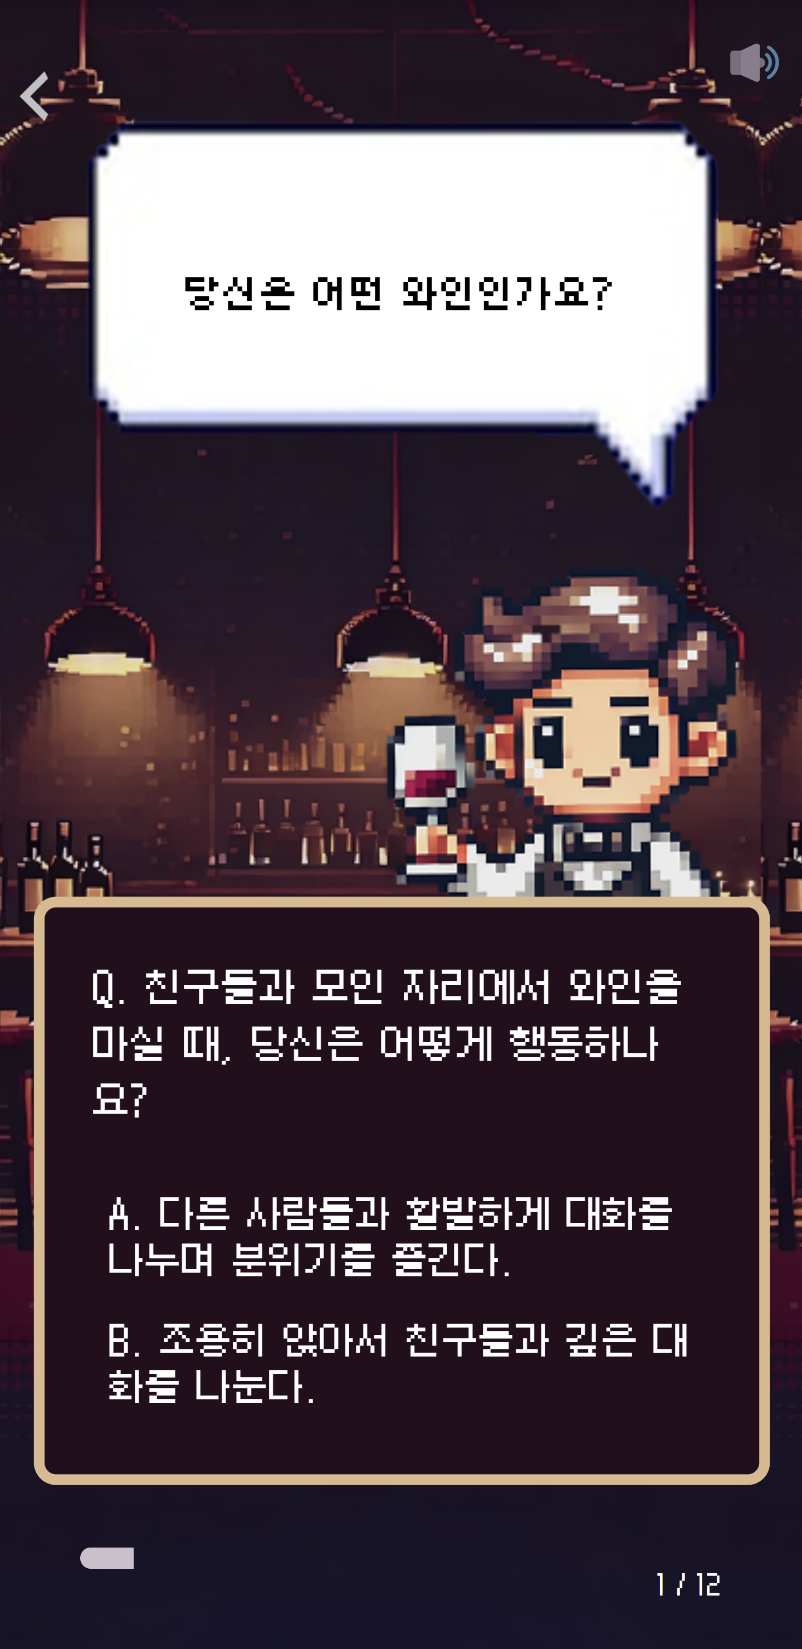 당신은 어떤 와인인가요?
Q. 친구들과 모인 자리에서 와인을
마실 때, 당신은 어떻게 행동하나
요?
A. 다른 사람들과 활발하게 대화를
나누며 분위기를 즐긴다.
B. 조용히 앉아서 친구들과 깊은 대
화를 나눈다.
1 / 12